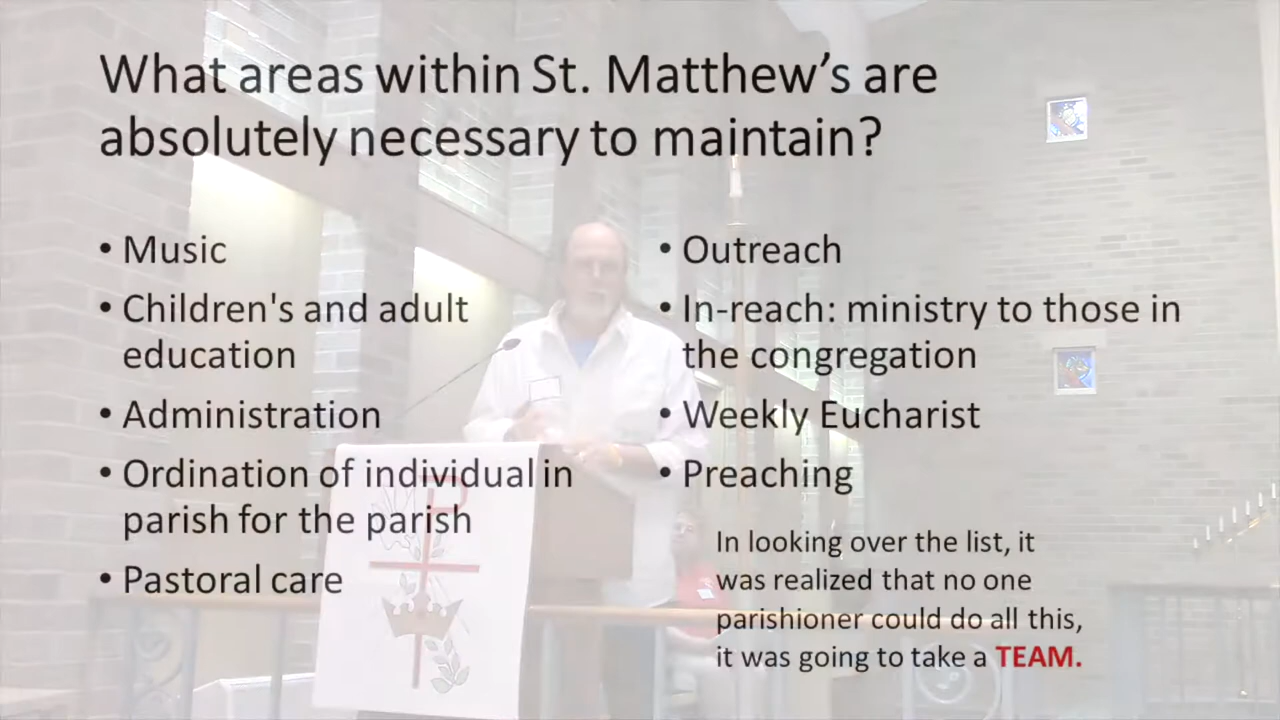 What areas within St. Matthew's are
absolutely necessary to maintain?
• Music
• Children's and adult
education
• Administration
• Ordination of individual in
parish for the parish
• Pastoral care
• Outreach
• In-reach: ministry to those in
the congregation
• Weekly Eucharist
• Preaching
In looking over the list, it
was realized that no one
parishioner could do all this,
it was going to take a TEAM.